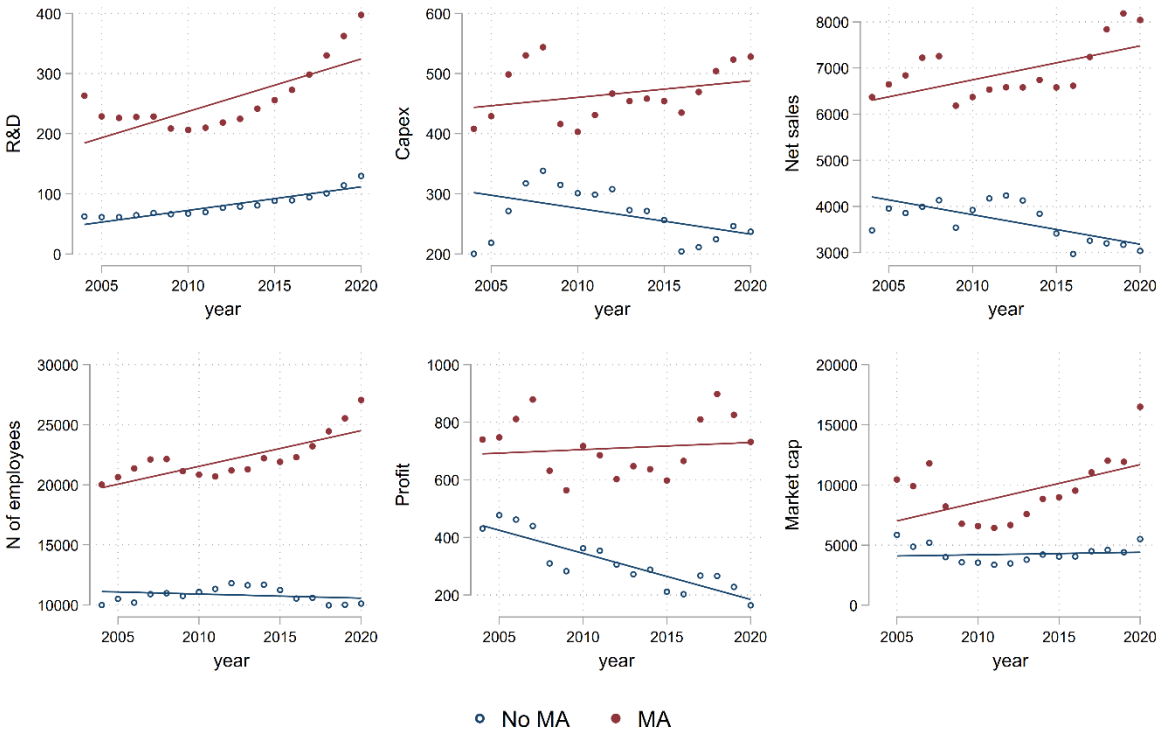 400
300
200
100
0
R&D
2005 2010 2015 2020
year
600
500
400
300
200
Capex
2005 2010 2015 2020
year
8000
7000
6000
5000
4000
3000
Net sales
2005 2010 2015 2020
year
30000
25000
20000
15000
10000
N of employees
2005 2010 2015 2020
year
1000
800
600
400
200
Profit
2005 2010 2015 2020
year
20000
15000
10000
5000
0
Market cap
2005 2010 2015 2020
year
No MA MA